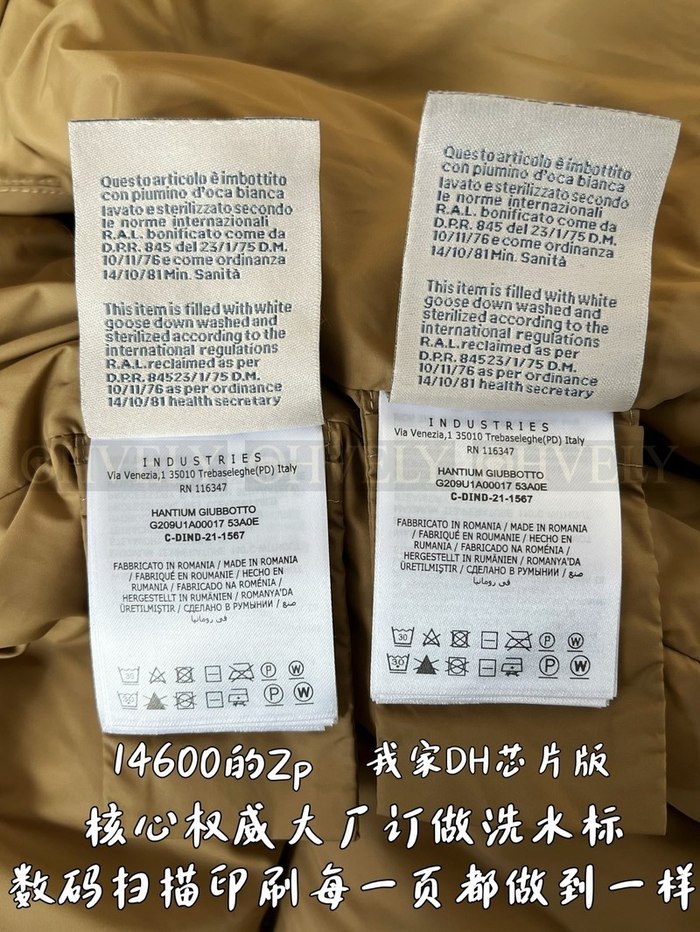 Questo articolo è imbottito
con piumino d'oca bianca
lavato e sterilizzato secondo
le norme internazionali
R.A.L. bonificato come da
D.P.R. 845 del 23/1/75 D.M.
10/11/76 e come ordinanza
14/10/81 Min. Sanità
This item is filled with white
goose down washed and
sterilized according to the
international regulations
R.A.L. reclaimed as per
D.P.R. 84523/1/75 D.M.
10/11/76 as per ordinance
14/10/81 health secretary
INDUSTRIES
Via Venezia,1 35010 Trebaseleghe(PD) Italy
RN 116347
HANTIUM GIUBBOTTO
G209U1A00017 53A0E
C-DIND-21-1567
FABBRICATO IN ROMANIA / MADE IN ROMANIA
/ FABRIQUÉ EN ROUMANIE / HECHO EN
RUMANIA / FABRICADO NA ROMÉNIA /
HERGESTELLT IN RUMÄNIEN / ROMANYA'DA
ÜRETILMIŞTIR / СДЕЛАНО В РУМЫНИИ / صنع
في رومانيا
30
P W
30
P W
Questo articolo è imbottito
con piumino d'oca bianca
lavato e sterilizzato secondo
le norme internazionali
R.A.L. bonificato come da
D.P.R. 845 del 23/1/75 D.M.
10/11/76 e come ordinanza
14/10/81 Min. Sanità
This item is filled with white
goose down washed and
sterilized according to the
international regulations
R.A.L. reclaimed as per
D.P.R. 84523/1/75 D.M.
10/11/76 as per ordinance
14/10/81 health secretary
INDUSTRIES
Via Venezia,1 35010 Trebaseleghe(PD) Italy
RN 116347
HANTIUM GIUBBOTTO
G209U1A00017 53A0E
C-DIND-21-1567
FABBRICATO IN ROMANIA / MADE IN ROMANIA
/ FABRIQUÉ EN ROUMANIE / HECHO EN
RUMANIA / FABRICADO NA ROMÉNIA /
HERGESTELLT IN RUMÄNIEN / ROMANYA'DA
ÜRETILMIŞTIR / СДЕЛАНО В РУМЫНИИ / صنع
في رومانيا
30
P W
30
P W
OHVELY OHVELY OHVELY
14600的Zp 我家DH芯片版
核心权威大厂订做洗水标
数码扫描印刷每一页都做到一样